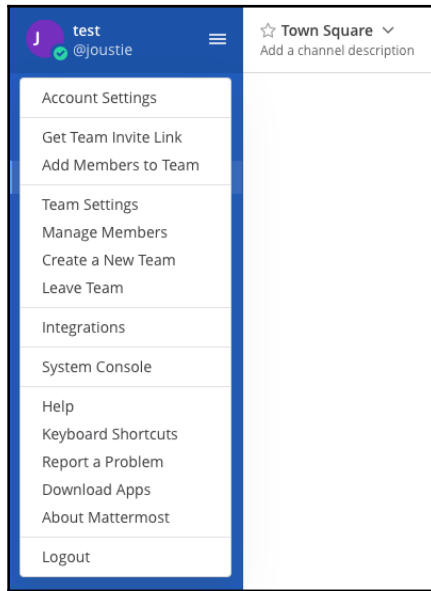 J
test
@joustie
Town Square
Add a channel description
Account Settings
Get Team Invite Link
Add Members to Team
Team Settings
Manage Members
Create a New Team
Leave Team
Integrations
System Console
Help
Keyboard Shortcuts
Report a Problem
Download Apps
About Mattermost
Logout